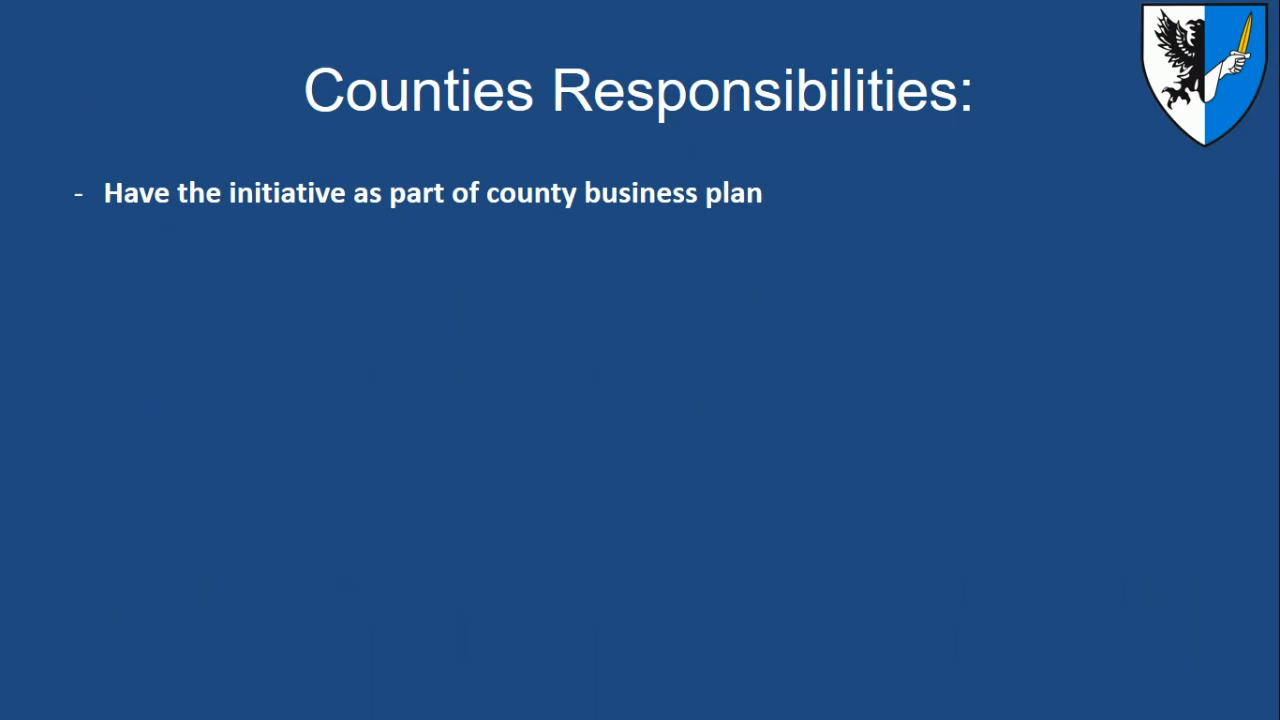 Counties Responsibilities:
- Have the initiative as part of county business plan